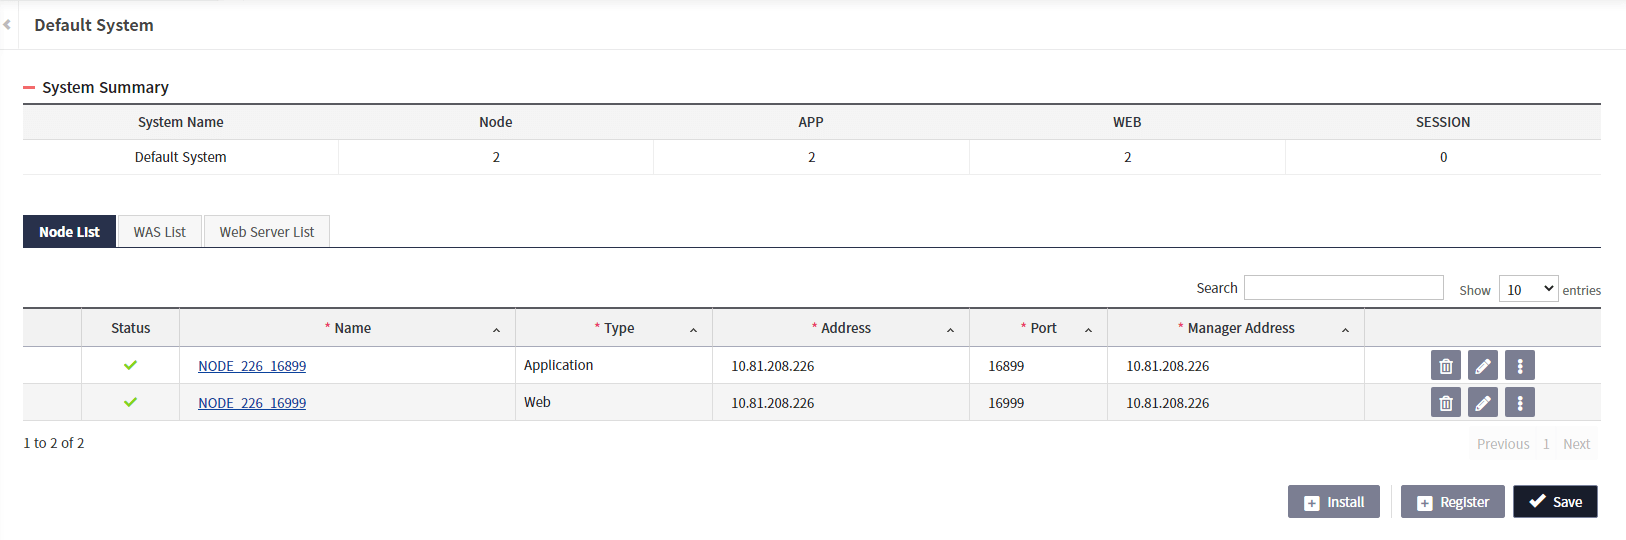 Default System
System Summary
System Name Node APP WEB SESSION
Default System 2 2 2 0
Node List WAS List Web Server List
Search Show 10 entries
Status * Name * Type * Address * Port * Manager Address
NODE_226_16899 Application 10.81.208.226 16899 10.81.208.226
NODE_226_16999 Web 10.81.208.226 16999 10.81.208.226
1 to 2 of 2 Previous 1 Next
Install Register Save